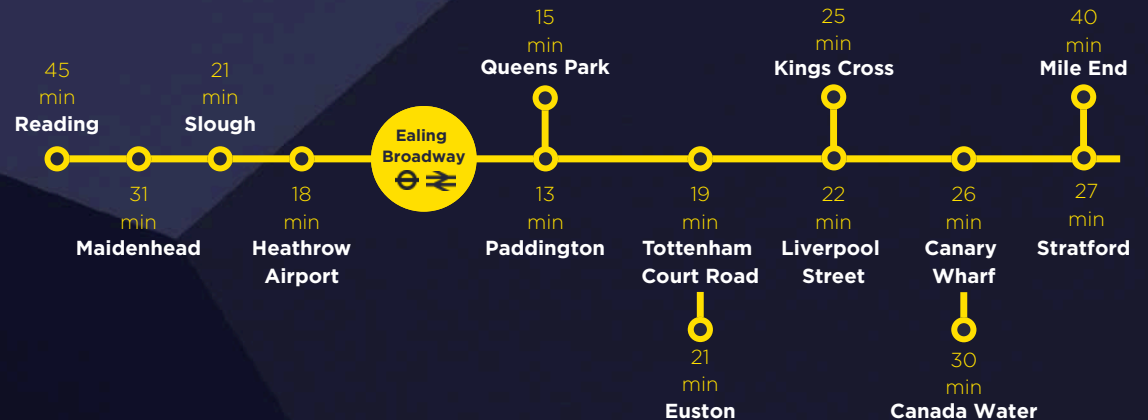 45
min
Reading
31
min
Maidenhead
21
min
Slough
18
min
Heathrow
Airport
Ealing
Broadway
15
min
Queens Park
13
min
Paddington
19
min
Tottenham
Court Road
21
min
Euston
25
min
Kings Cross
22
min
Liverpool
Street
26
min
Canary
Wharf
30
min
Canada Water
40
min
Mile End
27
min
Stratford